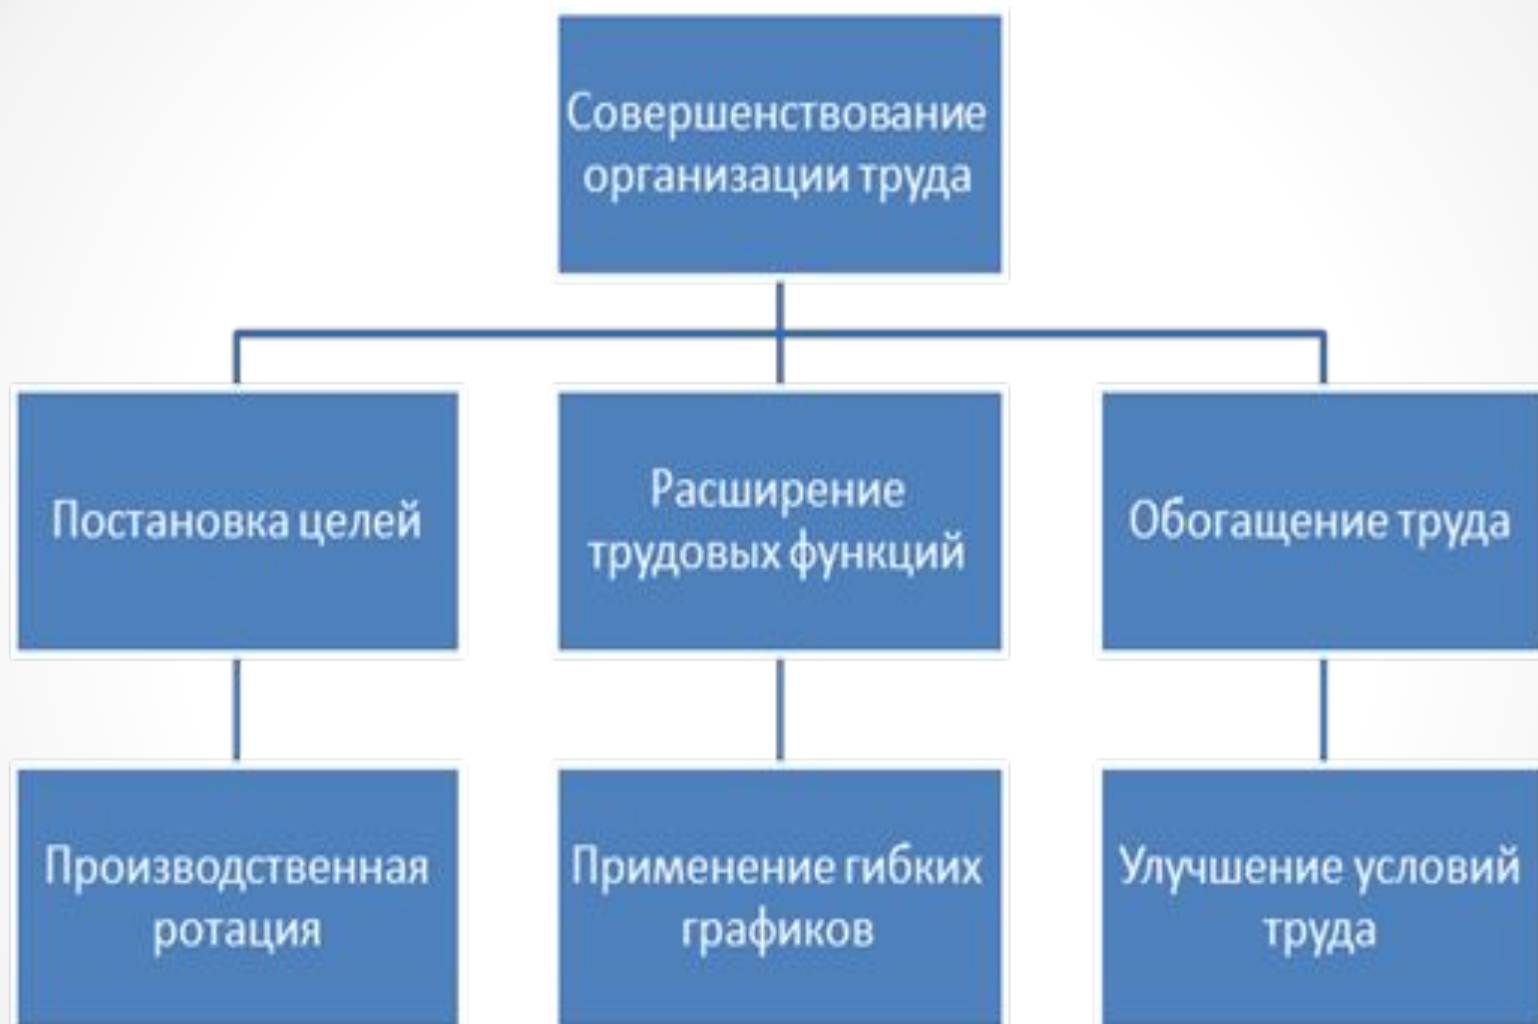 Совершенствование
организации труда
Постановка целей
Расширение
трудовых функций
Обогащение труда
Производственная
ротация
Применение гибких
графиков
Улучшение условий
труда